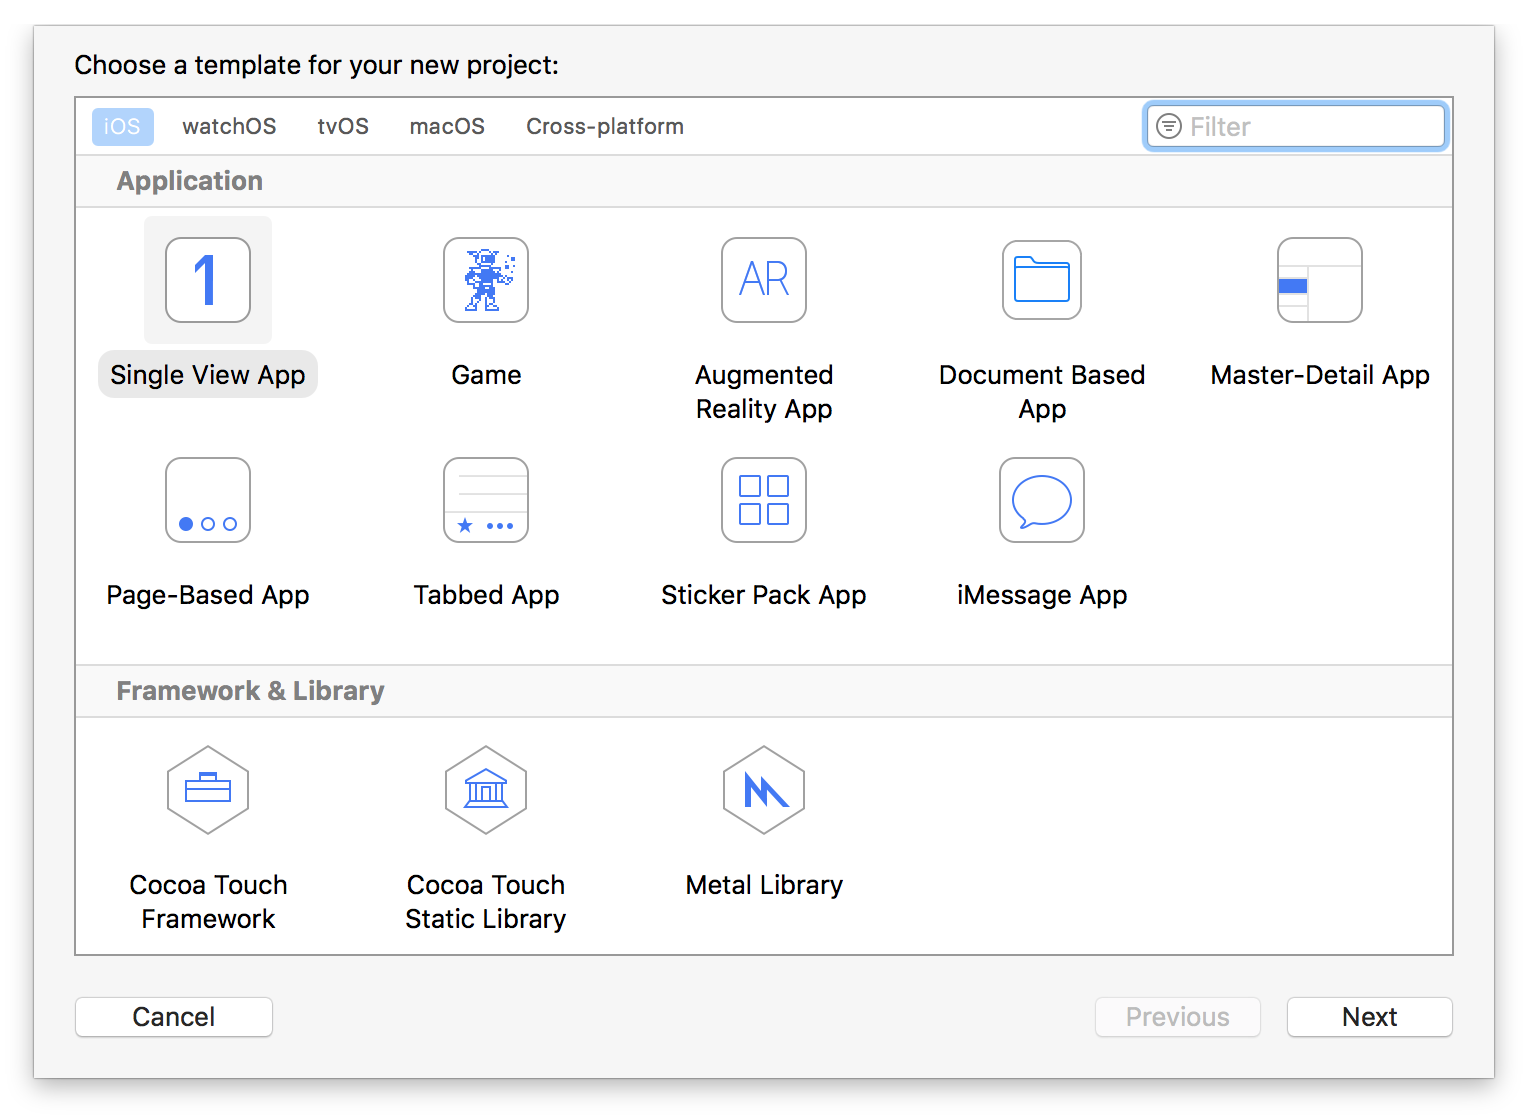 Choose a template for your new project:
iOS watchOS tvOS macOS Cross-platform Filter
Application
1 AR
Single View App Game Augmented Document Based Master-Detail App
Reality App App
Page-Based App Tabbed App Sticker Pack App iMessage App
Framework & Library
Cocoa Touch Cocoa Touch Metal Library
Framework Static Library
Cancel Previous Next